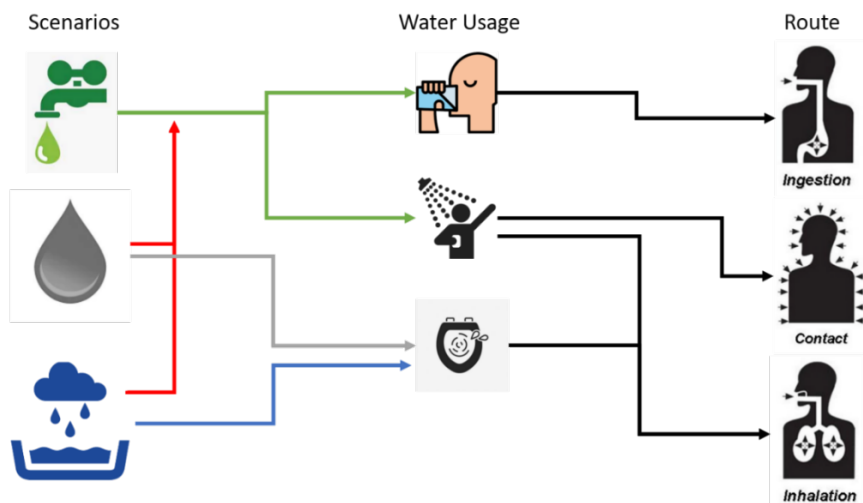 Scenarios
Water Usage
Route
Ingestion
Contact
Inhalation